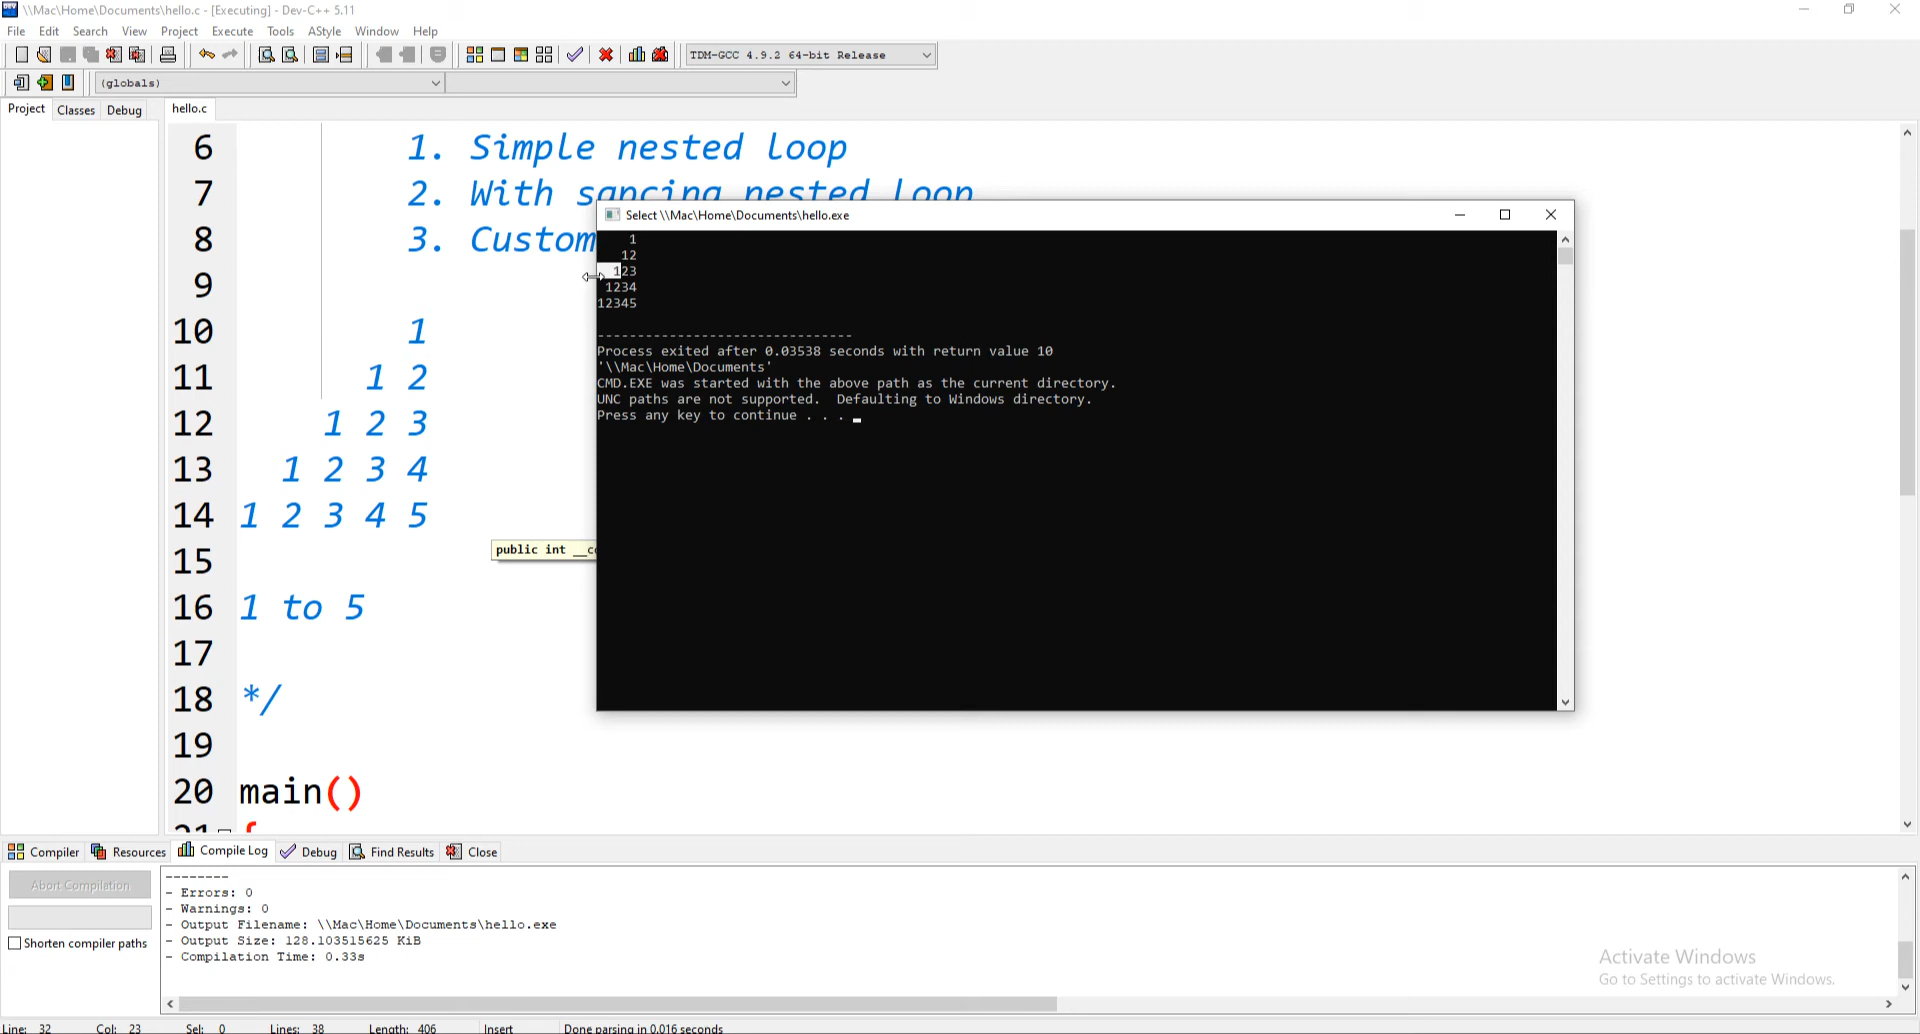 \\Mac\Home\Documents\hello.c - [Executing] - Dev-C++ 5.11
File Edit Search View Project Execute Tools AStyle Window Help
TDM-GCC 4.9.2 64-bit Release
(globals)
Project Classes Debug hello.c
6 1. Simple nested loop
7 2. With sapcing nested loop
8 3. Custom
9
10 1
11 1 2
12 1 2 3
13 1 2 3 4
14 1 2 3 4 5
15
16 1 to 5
17
18 */
19
20 main()
21 {
public int
Select \\Mac\Home\Documents\hello.exe
1
12
123
1234
12345
--------------------------------
Process exited after 0.03538 seconds with return value 10
'\\Mac\Home\Documents'
CMD.EXE was started with the above path as the current directory.
UNC paths are not supported.  Defaulting to Windows directory.
Press any key to continue . . .
Compiler Resources Compile Log Debug Find Results Close
Abort Compilation
Shorten compiler paths
--------
- Errors: 0
- Warnings: 0
- Output Filename: \\Mac\Home\Documents\hello.exe
- Output Size: 128.103515625 KiB
- Compilation Time: 0.33s
Activate Windows
Go to Settings to activate Windows.
Line: 32 Col: 23 Sel: 0 Lines: 38 Length: 406 Insert Done parsing in 0.016 seconds